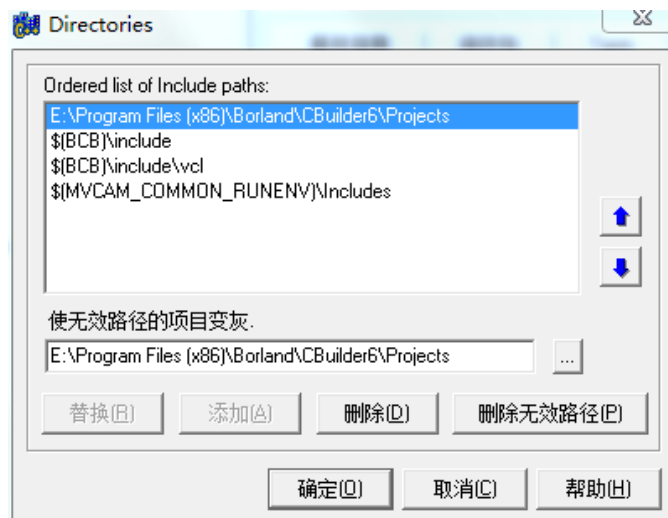 Directories
Ordered list of Include paths:
E:\Program Files (x86)\Borland\CBuilder6\Projects
$(BCB)\include
$(BCB)\include\vcl
$(MVCAM_COMMON_RUNENV)\Includes
使无效路径的项目变灰.
E:\Program Files (x86)\Borland\CBuilder6\Projects ...
替换(R) 添加(A) 删除(D) 删除无效路径(P)
确定(O) 取消(C) 帮助(H)